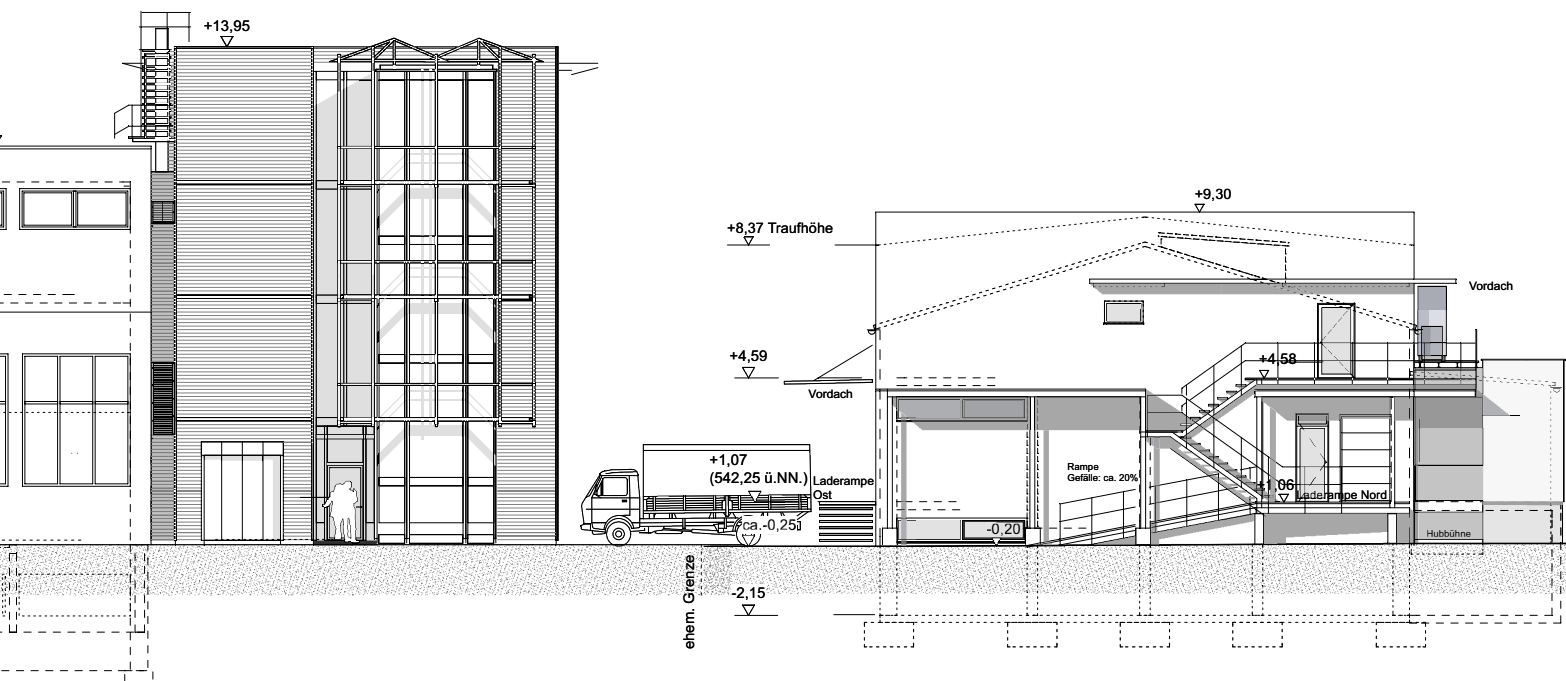 +13,95
+9,30
+8,37 Traufhöhe
Vordach
+4,59
+4,58
Vordach
+1,07
(542,25 ü.NN.)
Laderampe
Ost
Rampe
Gefälle: ca. 20%
+1,06
Laderampe Nord
ca.-0,25
-0,20
Hubbühne
ehem. Grenze
-2,15